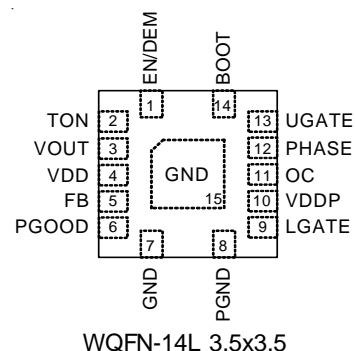 EN/DEM
BOOT
1
14
TON 2
13 UGATE
VOUT 3
12 PHASE
VDD 4
GND
11 OC
FB 5
15
10 VDDP
PGOOD 6
9 LGATE
7
8
GND
PGND
WQFN-14L 3.5x3.5